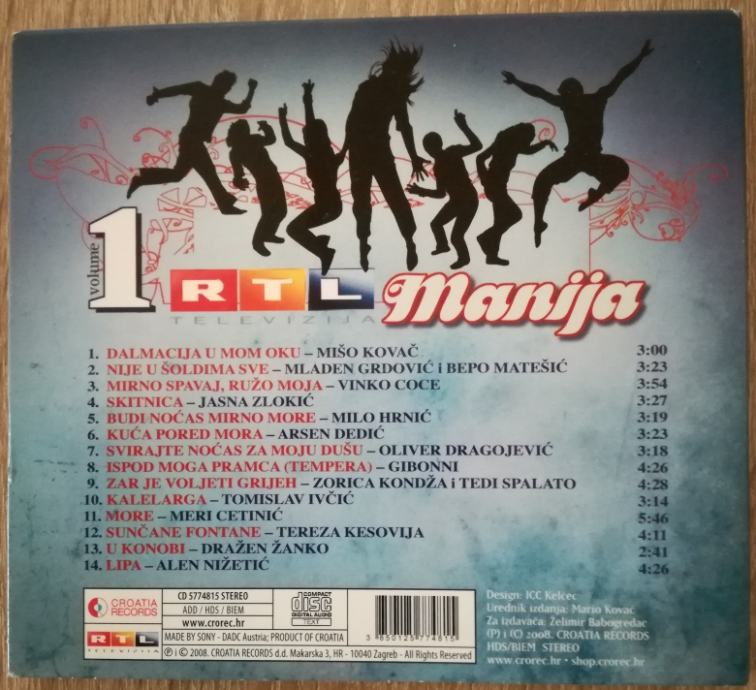 volume 1
RTL Manija
TELEVIZIJA
1. DALMACIJA U MOM OKU – MIŠO KOVAČ 3:00
2. NIJE U ŠOLDIMA SVE – MLADEN GRDOVIĆ i BEPO MATEŠIĆ 3:23
3. MIRNO SPAVAJ, RUŽO MOJA – VINKO COCE 3:54
4. SKITNICA – JASNA ZLOKIĆ 3:27
5. BUDI NOĆAS MIRNO MORE – MILO HRNIĆ 3:19
6. KUĆA PORED MORA – ARSEN DEDIĆ 3:23
7. SVIRAJTE NOĆAS ZA MOJU DUŠU – OLIVER DRAGOJEVIĆ 3:18
8. ISPOD MOGA PRAMCA (TEMPERA) – GIBONNI 4:26
9. ZAR JE VOLJETI GRIJEH – ZORICA KONDŽA i TEDI SPALATO 4:28
10. KALELARGA – TOMISLAV IVČIĆ 3:14
11. MORE – MERI CETINIĆ 5:46
12. SUNČANE FONTANE – TEREZA KESOVIJA 4:11
13. U KONOBI – DRAŽEN ŽANKO 2:41
14. LIPA – ALEN NIŽETIĆ 4:26
CROATIA RECORDS
RTL
TELEVIZIJA
CD 5774815 STEREO
ADD / HDS / BIEM
www.crorec.hr
COMPACT
disc
DIGITAL AUDIO
TEXT
MADE BY SONY - DADC Austria; PRODUCT OF CROATIA
℗ i © 2008. CROATIA RECORDS d.d. Makarska 3, HR - 10040 Zagreb - All Rights Reserved
3 850125 774815
Design: ICC Kelcec
Urednik izdanja: Mario Kovač
Za izdavača: Želimir Babogredac
(P) i (C) 2008. CROATIA RECORDS
HDS/BIEM STEREO
www.crorec.hr • shop.crorec.hr